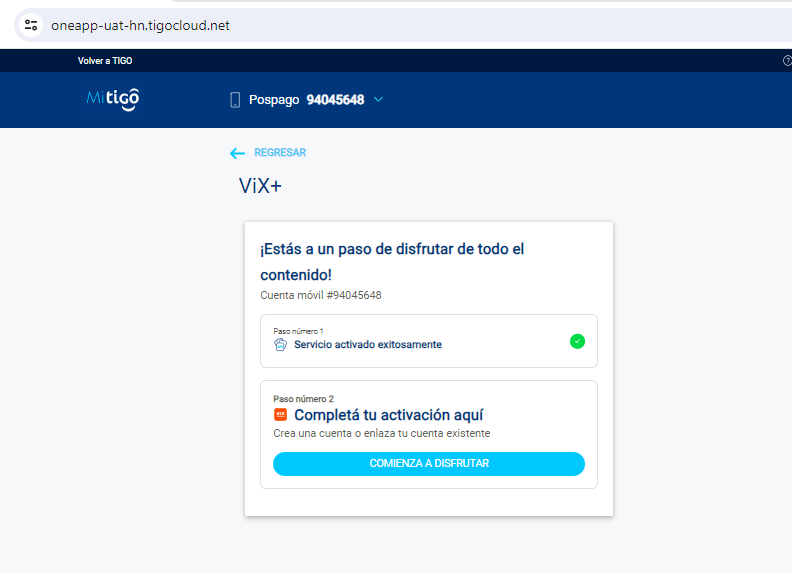 oneapp-uat-hn.tigocloud.net
Volver a TIGO
Mi tigo
Pospago 94045648
REGRESAR
ViX+
¡Estás a un paso de disfrutar de todo el
contenido!
Cuenta móvil #94045648
Paso número 1
Servicio activado exitosamente
Paso número 2
Completá tu activación aquí
Crea una cuenta o enlaza tu cuenta existente
COMIENZA A DISFRUTAR